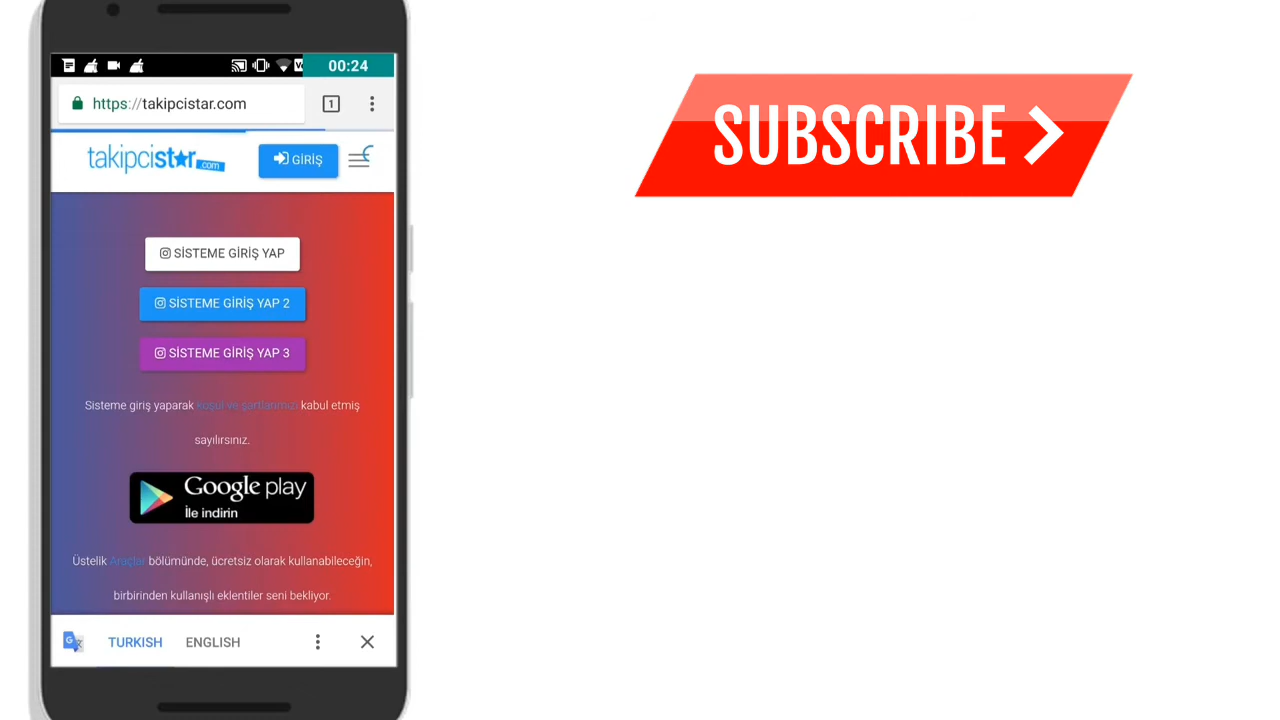 00:24
https://takipcistar.com
1
takipcistar.com
GİRİŞ
SUBSCRIBE
SİSTEME GİRİŞ YAP
SİSTEME GİRİŞ YAP 2
SİSTEME GİRİŞ YAP 3
Sisteme giriş yaparak kuşul ve şartlarımızı kabul etmiş
sayılırsınız.
Google play
İle indirin
Üstelik Araçlar bölümünde, ücretsiz olarak kullanabileceğin,
birbirinden kullanışlı eklentiler seni bekliyor.
TURKISH
ENGLISH